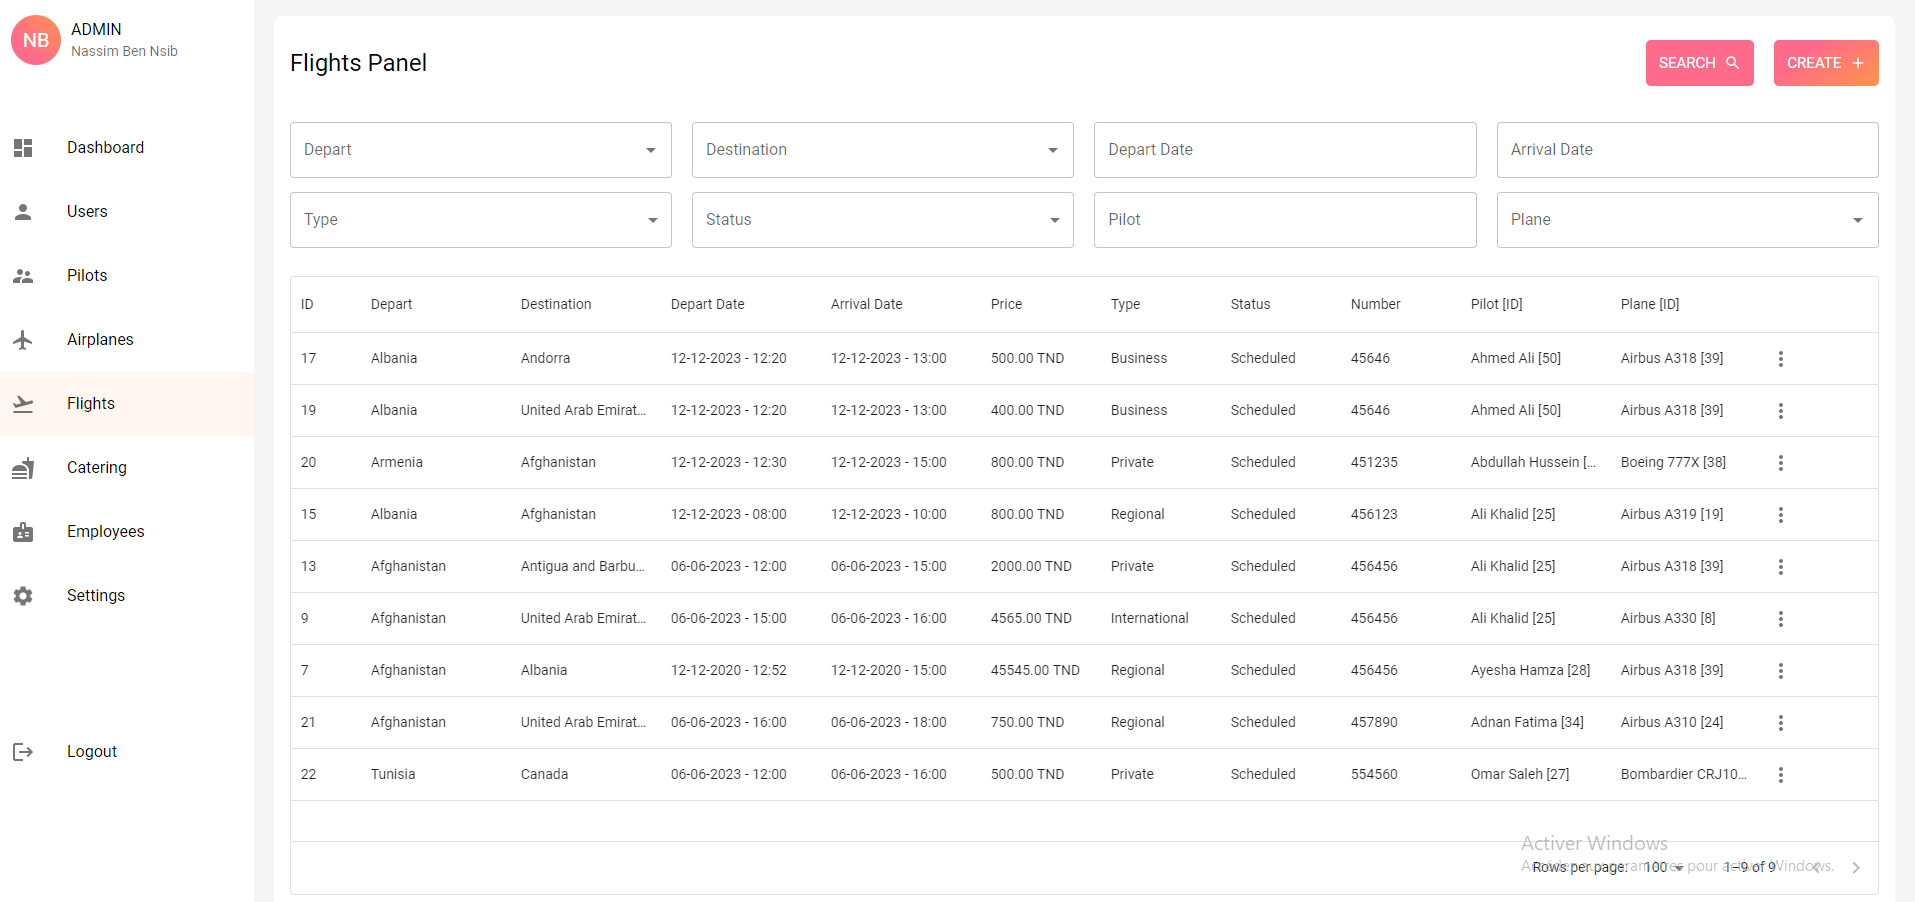 NB
ADMIN
Nassim Ben Nsib
Dashboard
Users
Pilots
Airplanes
Flights
Catering
Employees
Settings
Logout
Flights Panel
SEARCH
CREATE +
Depart
Destination
Depart Date
Arrival Date
Type
Status
Pilot
Plane
ID Depart Destination Depart Date Arrival Date Price Type Status Number Pilot [ID] Plane [ID]
17 Albania Andorra 12-12-2023 - 12:20 12-12-2023 - 13:00 500.00 TND Business Scheduled 45646 Ahmed Ali [50] Airbus A318 [39]
19 Albania United Arab Emirat... 12-12-2023 - 12:20 12-12-2023 - 13:00 400.00 TND Business Scheduled 45646 Ahmed Ali [50] Airbus A318 [39]
20 Armenia Afghanistan 12-12-2023 - 12:30 12-12-2023 - 15:00 800.00 TND Private Scheduled 451235 Abdullah Hussein [... Boeing 777X [38]
15 Albania Afghanistan 12-12-2023 - 08:00 12-12-2023 - 10:00 800.00 TND Regional Scheduled 456123 Ali Khalid [25] Airbus A319 [19]
13 Afghanistan Antigua and Barbu... 06-06-2023 - 12:00 06-06-2023 - 15:00 2000.00 TND Private Scheduled 456456 Ali Khalid [25] Airbus A318 [39]
9 Afghanistan United Arab Emirat... 06-06-2023 - 15:00 06-06-2023 - 16:00 4565.00 TND International Scheduled 456456 Ali Khalid [25] Airbus A330 [8]
7 Afghanistan Albania 12-12-2020 - 12:52 12-12-2020 - 15:00 45545.00 TND Regional Scheduled 456456 Ayesha Hamza [28] Airbus A318 [39]
21 Afghanistan United Arab Emirat... 06-06-2023 - 16:00 06-06-2023 - 18:00 750.00 TND Regional Scheduled 457890 Adnan Fatima [34] Airbus A310 [24]
22 Tunisia Canada 06-06-2023 - 12:00 06-06-2023 - 16:00 500.00 TND Private Scheduled 554560 Omar Saleh [27] Bombardier CRJ10...
Activer Windows
Accédez aux paramètres pour activer Windows.
Rows per page: 100 1–9 of 9